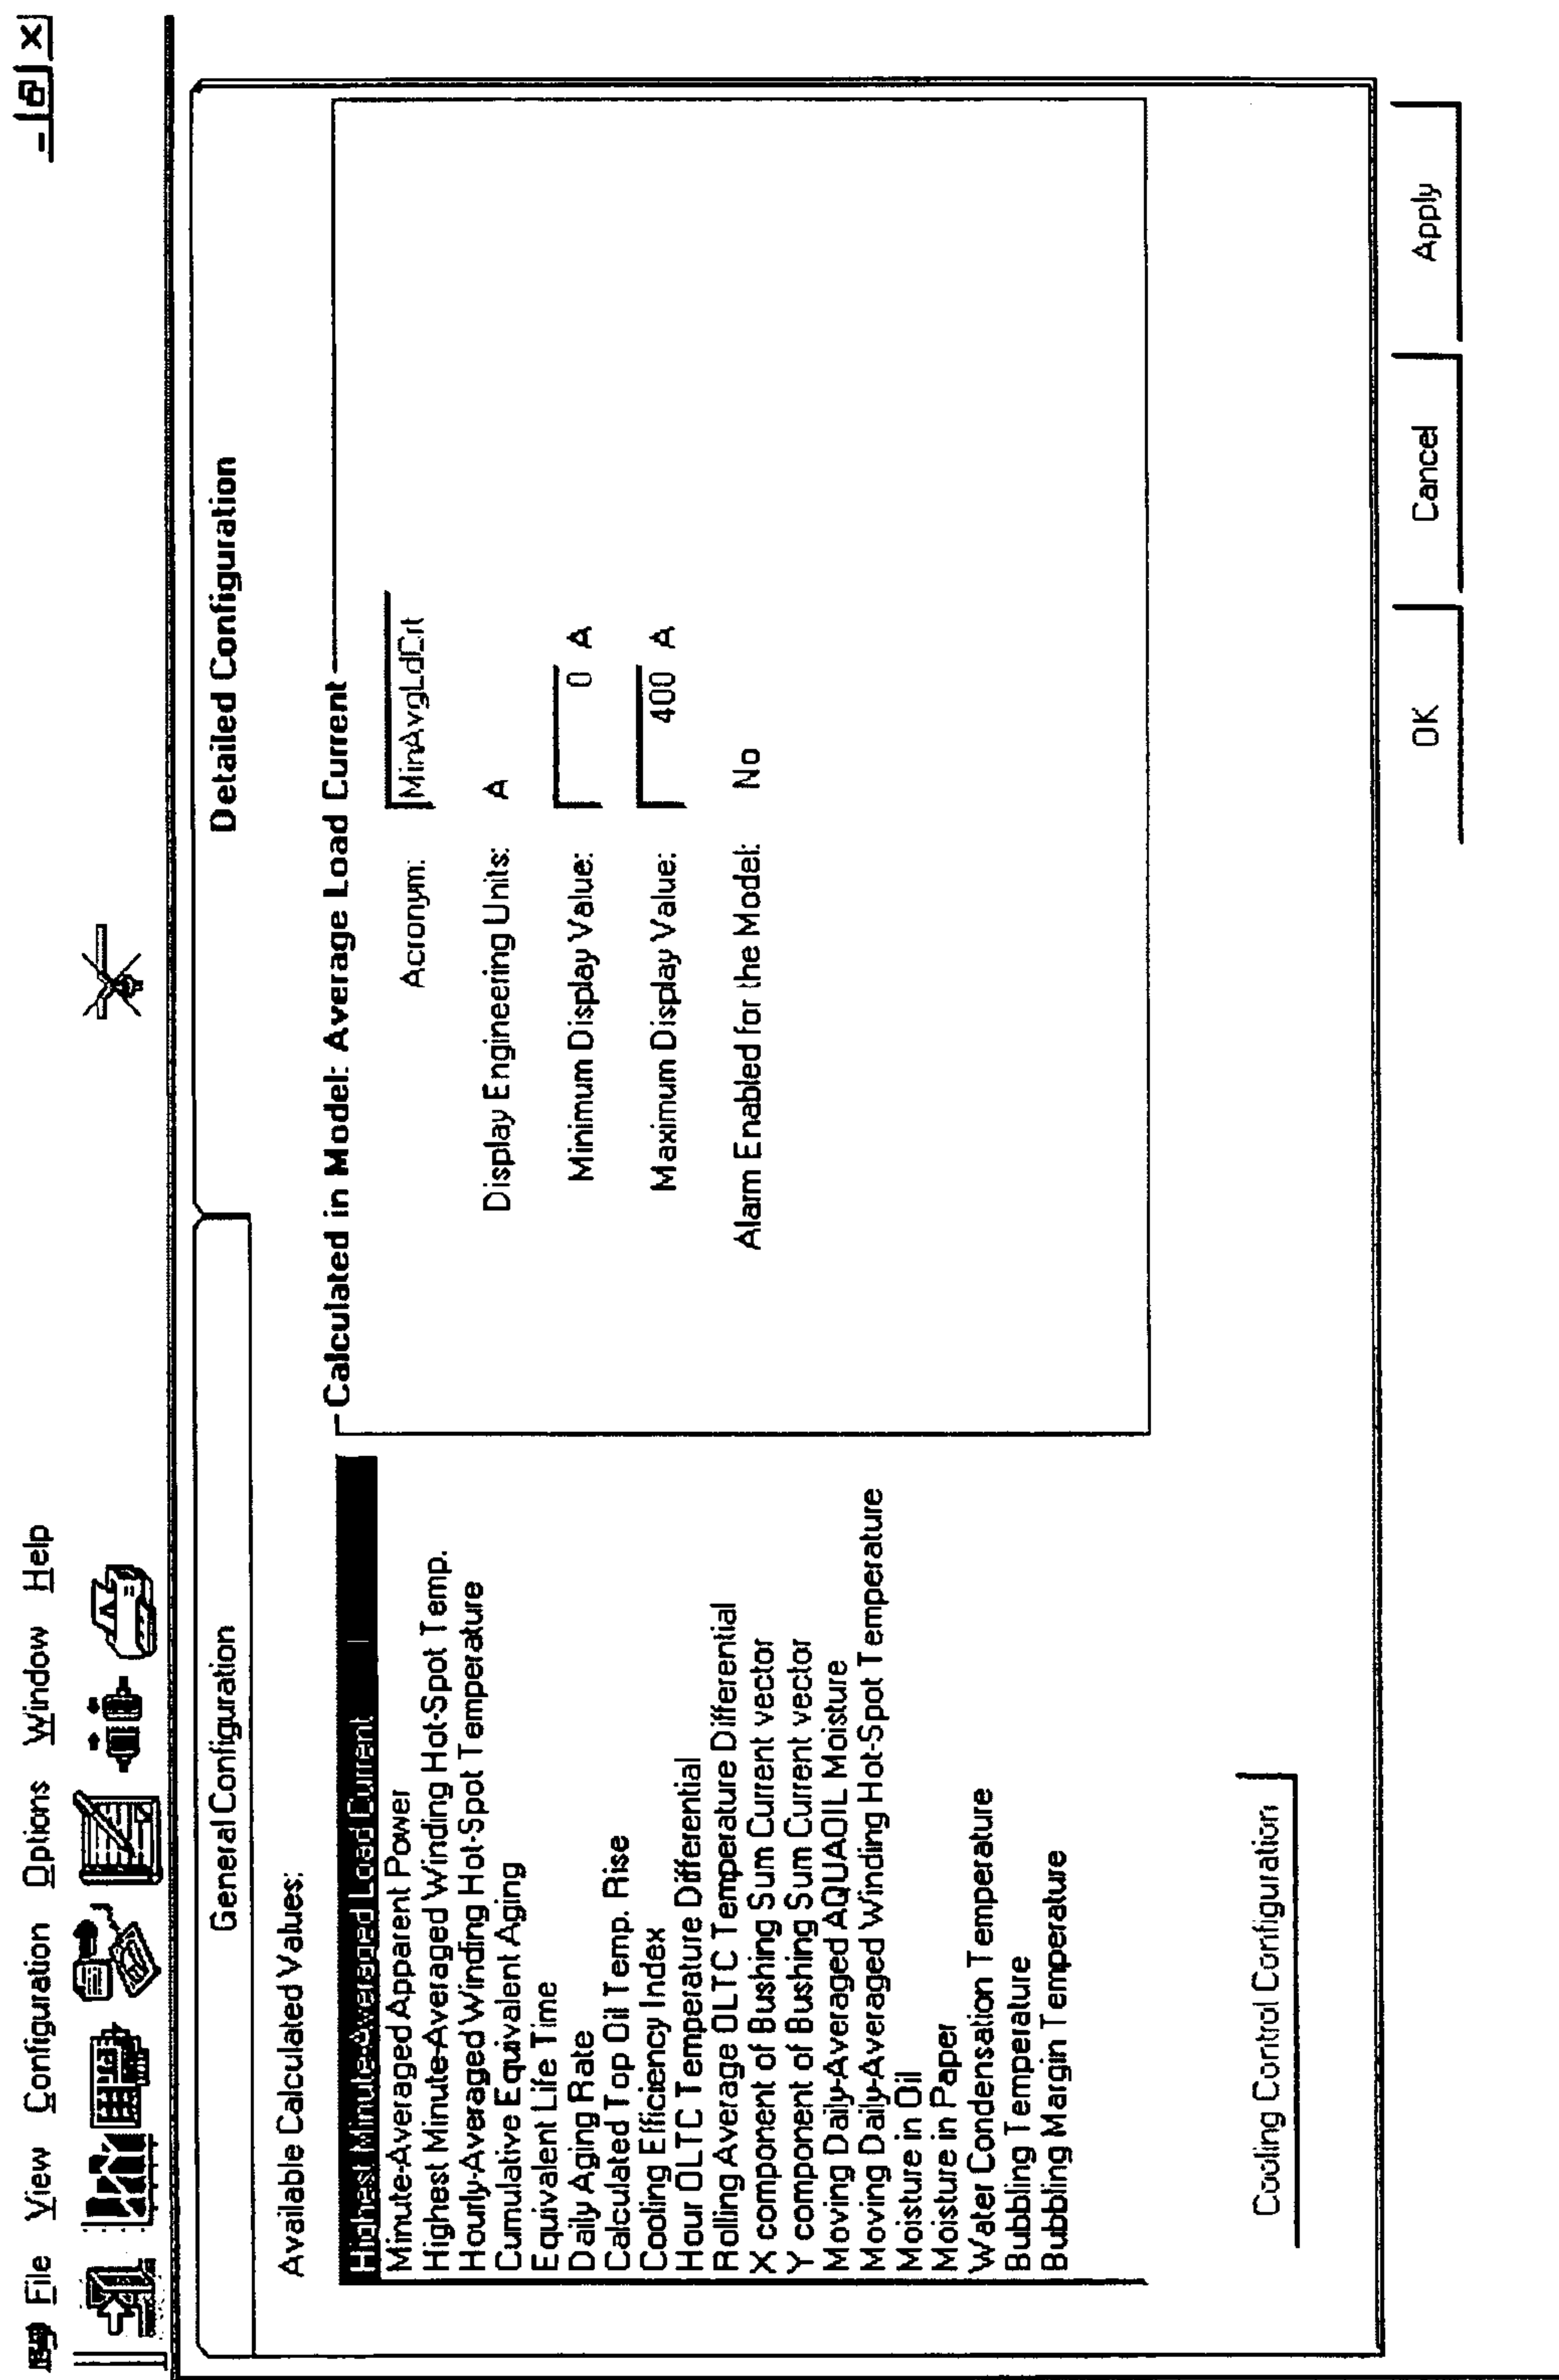 File View Configuration Options Window Help
General Configuration
Detailed Configuration
Available Calculated Values:
Highest Minute-Averaged Load Current
Minute-Averaged Apparent Power
Highest Minute-Averaged Winding Hot-Spot Temp.
Hourly-Averaged Winding Hot-Spot Temperature
Cumulative Equivalent Aging
Equivalent Life Time
Daily Aging Rate
Calculated Top Oil Temp. Rise
Cooling Efficiency Index
Hour OLTC Temperature Differential
Rolling Average OLTC Temperature Differential
X component of Bushing Sum Current vector
Y component of Bushing Sum Current vector
Moving Daily-Averaged AQUAOIL Moisture
Moving Daily-Averaged Winding Hot-Spot Temperature
Moisture in Oil
Moisture in Paper
Water Condensation Temperature
Bubbling Temperature
Bubbling Margin Temperature
Cooling Control Configuration
Calculated in Model: Average Load Current
Acronym: MinAvgLdCrt
Display Engineering Units: A
Minimum Display Value: 0 A
Maximum Display Value: 400 A
Alarm Enabled for the Model: No
OK Cancel Apply